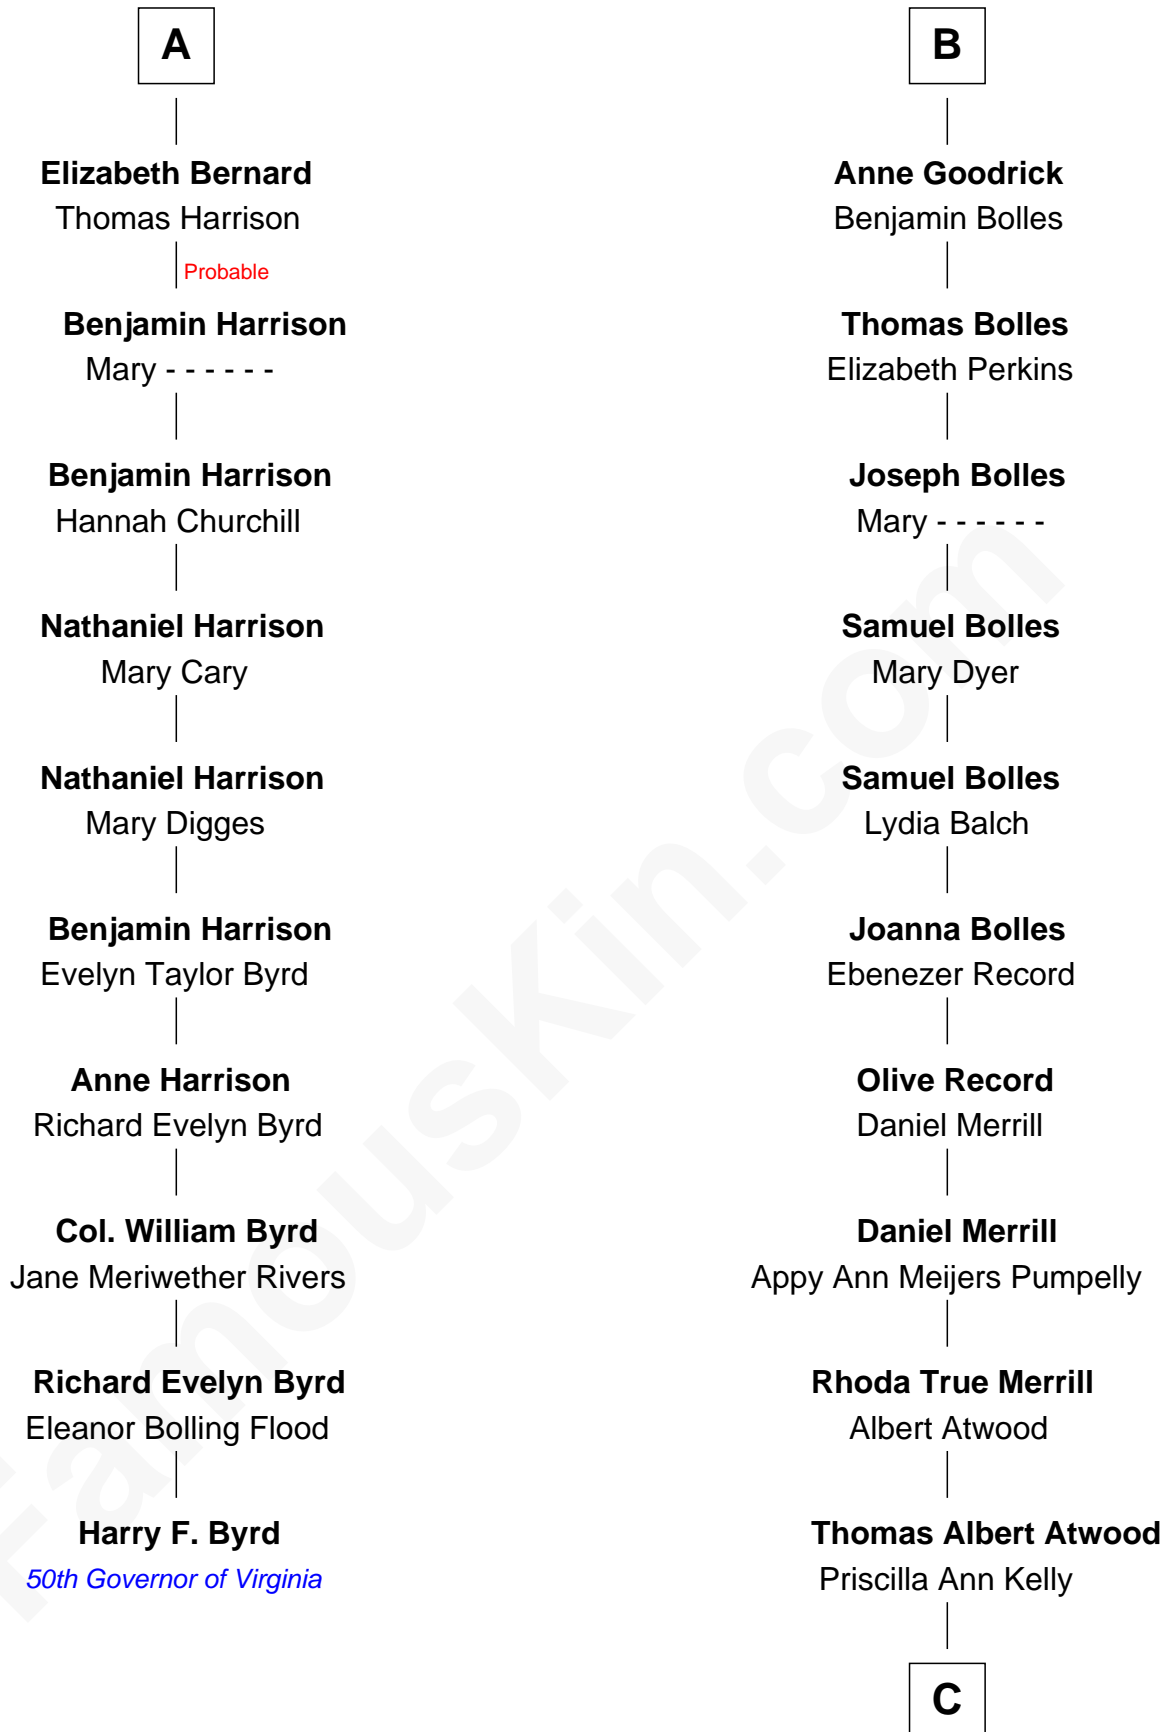 A
Elizabeth Bernard
Thomas Harrison
Probable
Benjamin Harrison
Mary - - - - - -
Benjamin Harrison
Hannah Churchill
Nathaniel Harrison
Mary Cary
Nathaniel Harrison
Mary Digges
Benjamin Harrison
Evelyn Taylor Byrd
Anne Harrison
Richard Evelyn Byrd
Col. William Byrd
Jane Meriwether Rivers
Richard Evelyn Byrd
Eleanor Bolling Flood
Harry F. Byrd
50th Governor of Virginia
B
Anne Goodrick
Benjamin Bolles
Thomas Bolles
Elizabeth Perkins
Joseph Bolles
Mary - - - - - -
Samuel Bolles
Mary Dyer
Samuel Bolles
Lydia Balch
Joanna Bolles
Ebenezer Record
Olive Record
Daniel Merrill
Daniel Merrill
Appy Ann Meijers Pumpelly
Rhoda True Merrill
Albert Atwood
Thomas Albert Atwood
Priscilla Ann Kelly
C
FamousKin.com